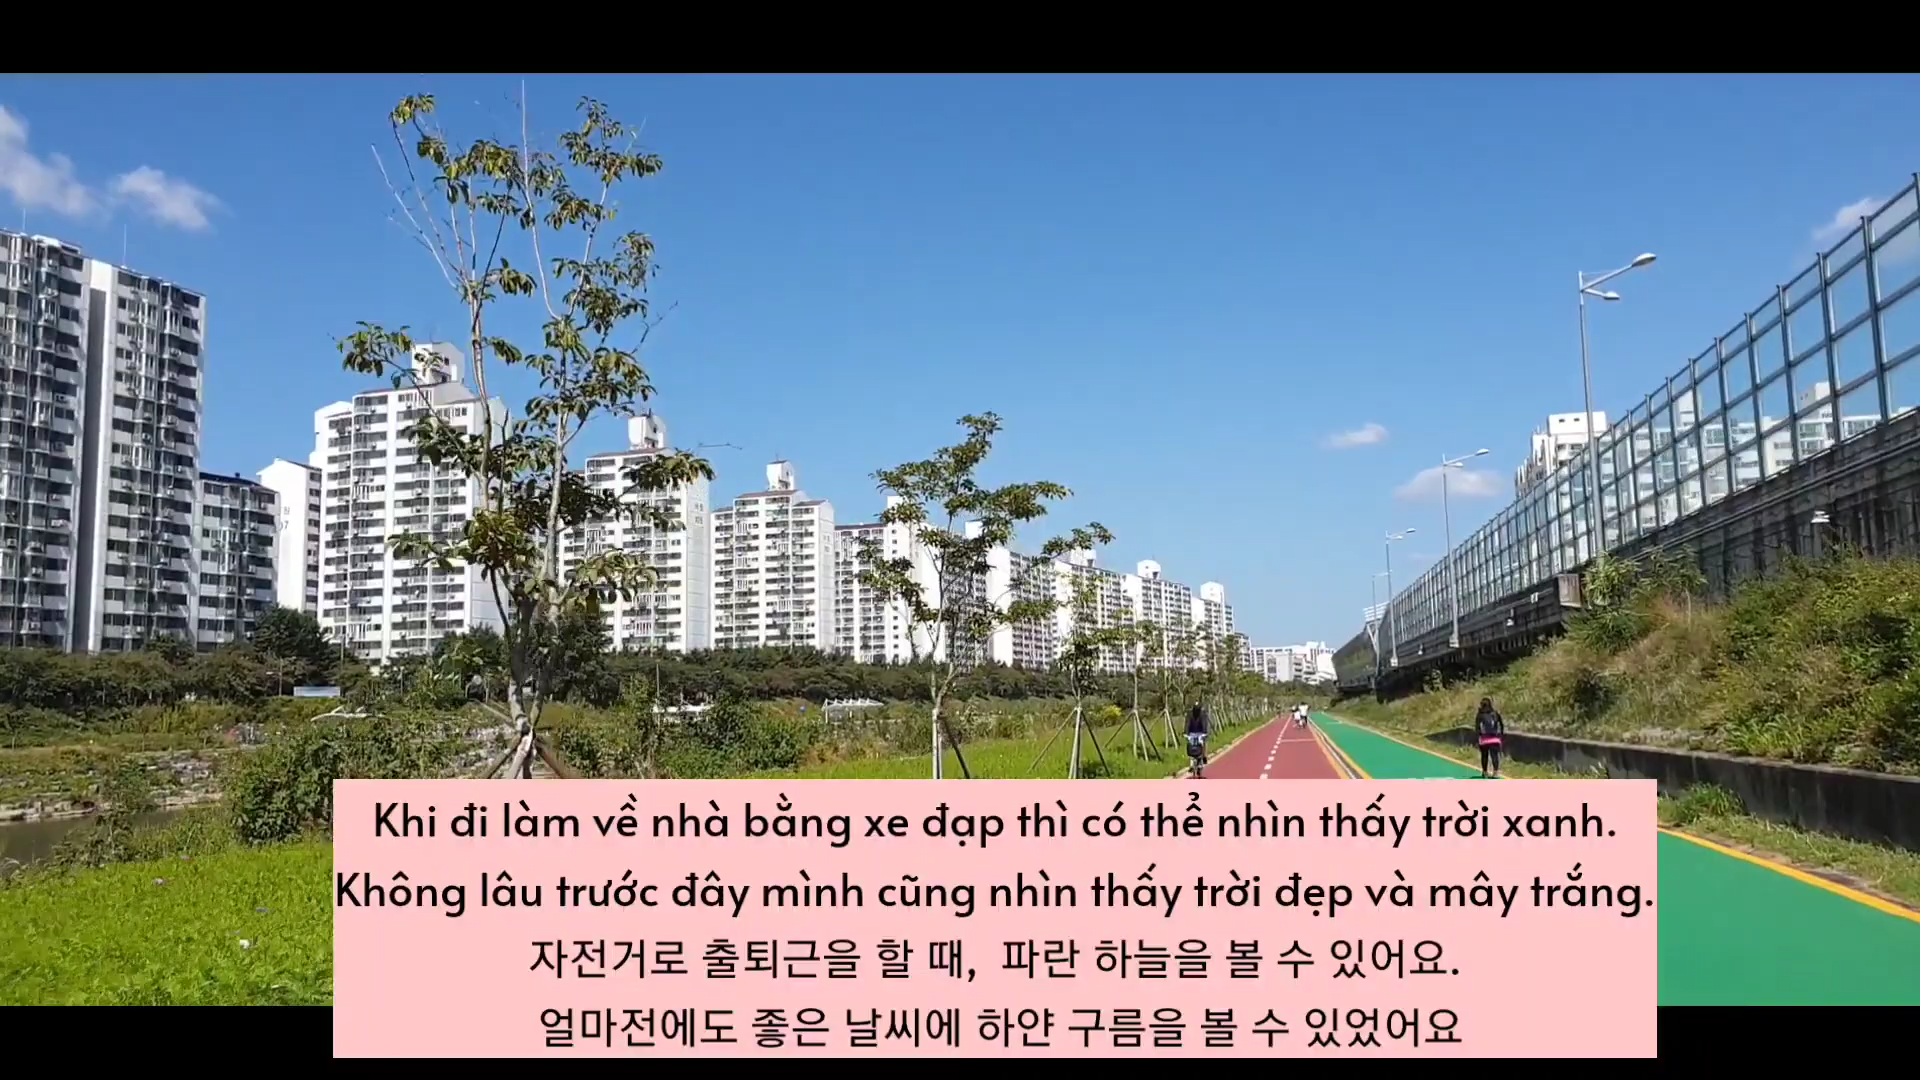 Khi đi làm về nhà bằng xe đạp thì có thể nhìn thấy trời xanh.
Không lâu trước đây mình cũng nhìn thấy trời đẹp và mây trắng.
자전거로 출퇴근을 할 때, 파란 하늘을 볼 수 있어요.
얼마전에도 좋은 날씨에 하얀 구름을 볼 수 있었어요